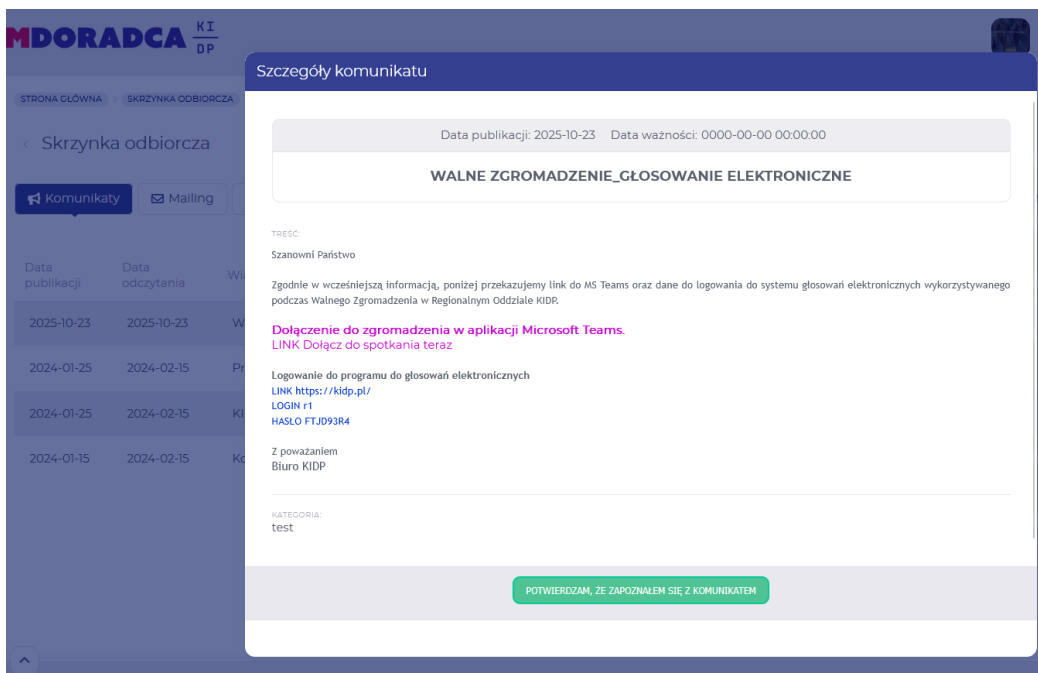 MDORADCA KI
DP
Szczegóły komunikatu
STRONA GŁÓWNA > SKRZYNKA ODBIORCZA
< Skrzynka odbiorcza
Komunikaty
Mailing
Data publikacji
Data odczytania
2025-10-23 2025-10-23 W
2024-01-25 2024-02-15 Pr
2024-01-25 2024-02-15 KI
2024-01-15 2024-02-15 Ko
Data publikacji: 2025-10-23 Data ważności: 0000-00-00 00:00:00
WALNE ZGROMADZENIE_GŁOSOWANIE ELEKTRONICZNE
TREŚĆ:
Szanowni Państwo
Zgodnie w wcześniejszą informacją, poniżej przekazujemy link do MS Teams oraz dane do logowania do systemu głosowań elektronicznych wykorzystywanego
podczas Walnego Zgromadzenia w Regionalnym Oddziale KIDP.
Dołączenie do zgromadzenia w aplikacji Microsoft Teams.
LINK Dołącz do spotkania teraz
Logowanie do programu do głosowań elektronicznych
LINK https://kidp.pl/
LOGIN r1
HASŁO FTJD93R4
Z poważaniem
Biuro KIDP
KATEGORIA:
test
POTWIERDZAM, ŻE ZAPOZNAŁEM SIĘ Z KOMUNIKATEM